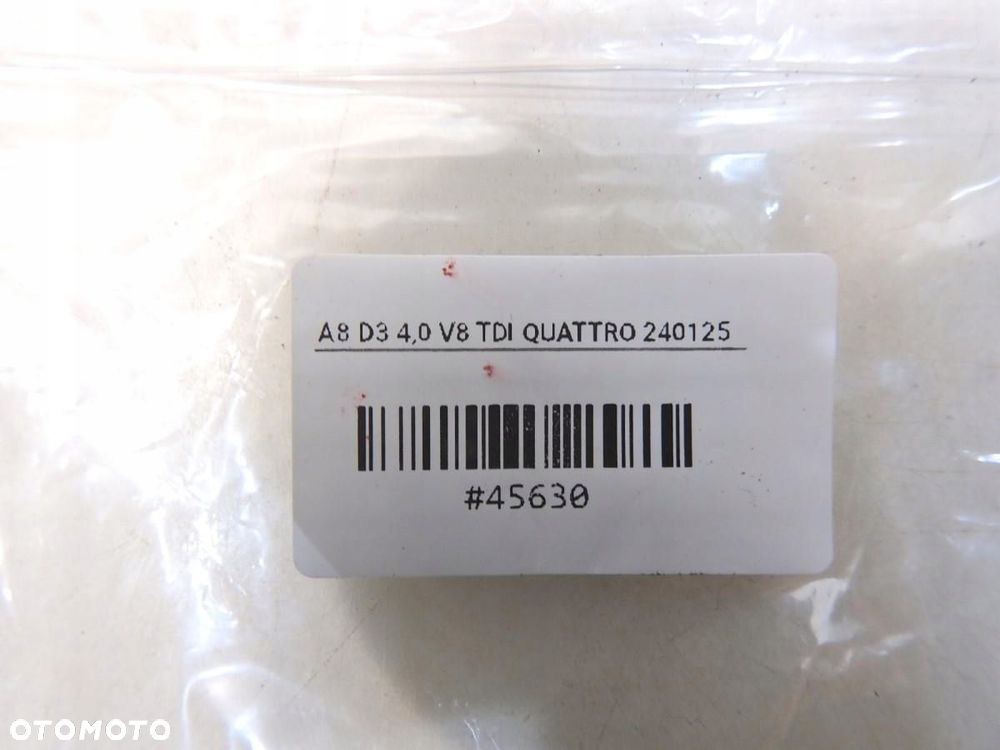 A8 D3 4,0 V8 TDI QUATTRO 240125
#45630
OTOMOTO